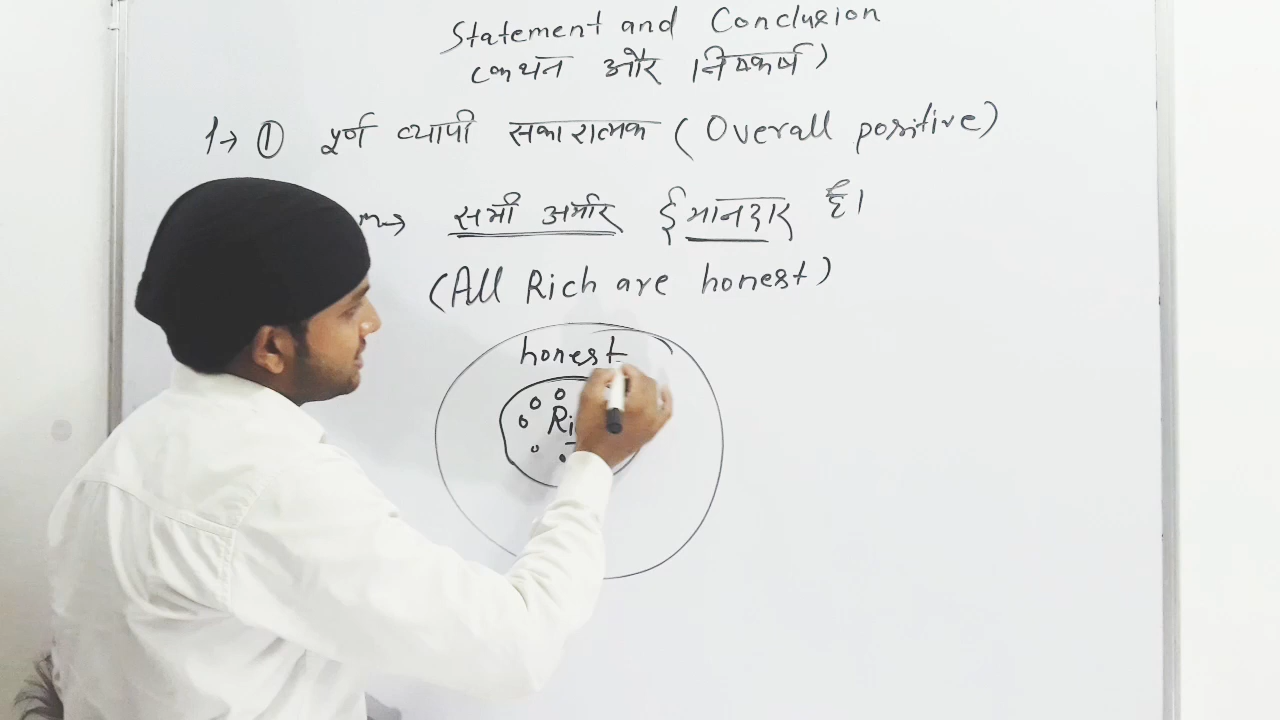 Statement and Conclusion
(कथन और निष्कर्ष)
1→ ① पूर्ण व्यापी सकारात्मक (Overall positive)
सभी अमीर ईमानदार है।
(All Rich are honest)
honest